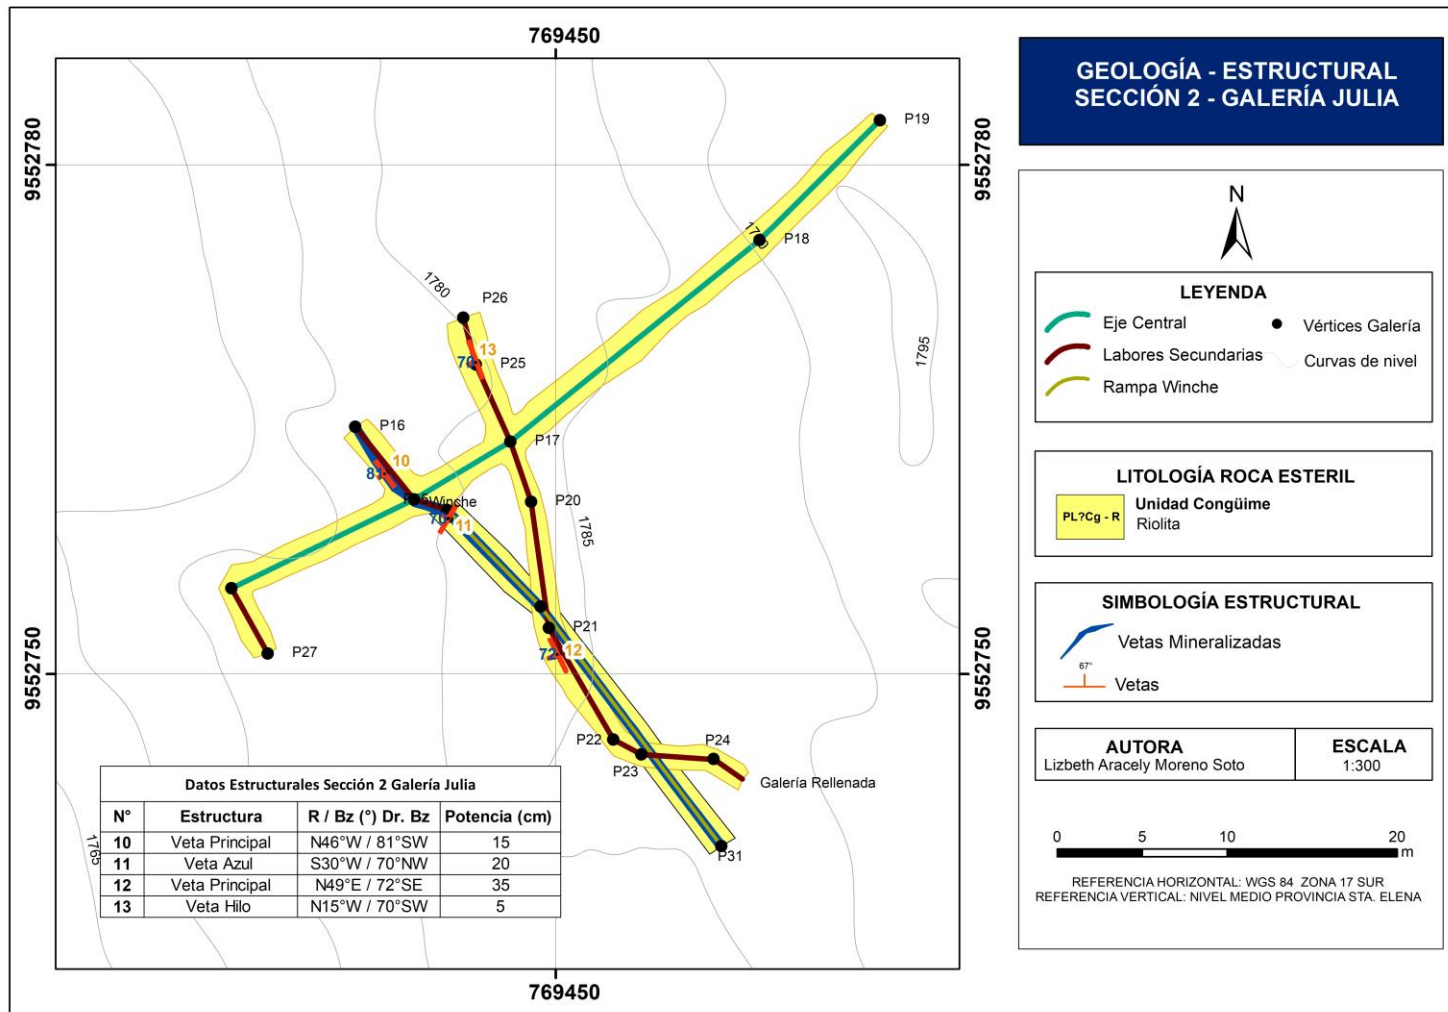 769450
GEOLOGÍA - ESTRUCTURAL
SECCIÓN 2 - GALERÍA JULIA
9552780
9552780
P19
P18
1780
P26
13
70
P25
1795
P16
10
P17
Winche
70
11
P20
1785
P21
72
12
P27
9552750
9552750
P22
P23
P24
Galería Rellenada
P31
1765
N
LEYENDA
Eje Central
Vértices Galería
Labores Secundarias
Curvas de nivel
Rampa Winche
LITOLOGÍA ROCA ESTERIL
PL?Cg - R
Unidad Congüime
Riolita
SIMBOLOGÍA ESTRUCTURAL
Vetas Mineralizadas
67°
Vetas
AUTORA
Lizbeth Aracely Moreno Soto
ESCALA
1:300
0 5 10 20
m
REFERENCIA HORIZONTAL: WGS 84 ZONA 17 SUR
REFERENCIA VERTICAL: NIVEL MEDIO PROVINCIA STA. ELENA
Datos Estructurales Sección 2 Galería Julia
N° Estructura R / Bz (°) Dr. Bz Potencia (cm)
10 Veta Principal N46°W / 81°SW 15
11 Veta Azul S30°W / 70°NW 20
12 Veta Principal N49°E / 72°SE 35
13 Veta Hilo N15°W / 70°SW 5
769450